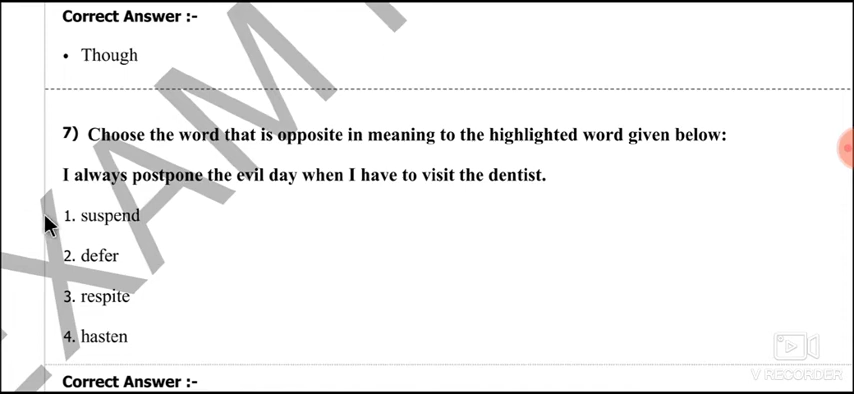 Correct Answer :-
• Though
7) Choose the word that is opposite in meaning to the highlighted word given below:
I always postpone the evil day when I have to visit the dentist.
1. suspend
2. defer
3. respite
4. hasten
V RECORDER
Correct Answer :-